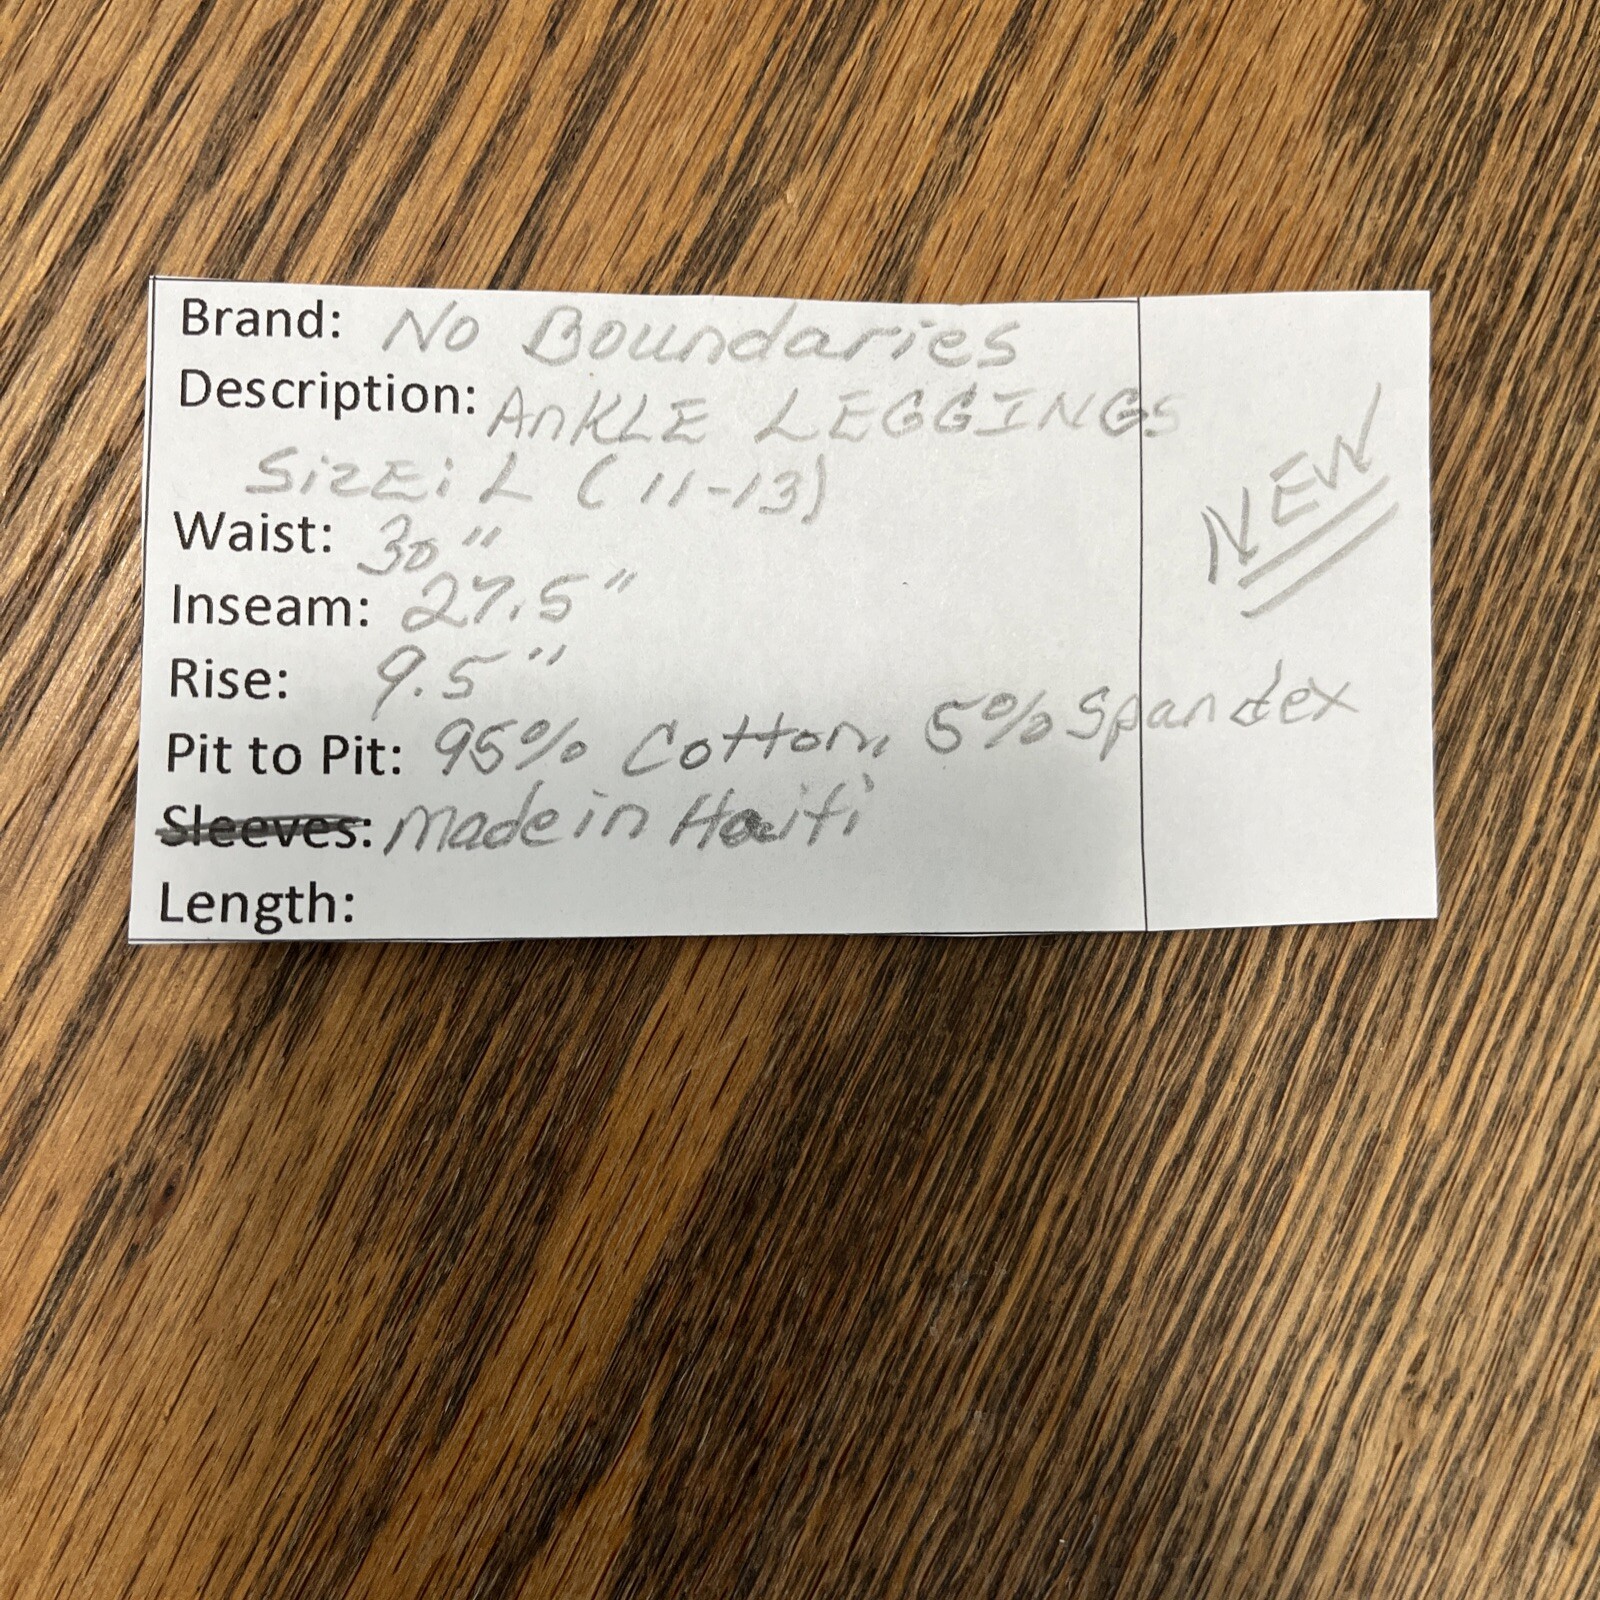 Brand: No Boundaries
Description: AnKLE LEGGINGS
SizE: L (11-13)
Waist: 30"
Inseam: 27.5"
Rise: 9.5"
Pit to Pit: 95% Cotton, 5% Spandex
Sleeves: made in Haiti
Length:
NEW